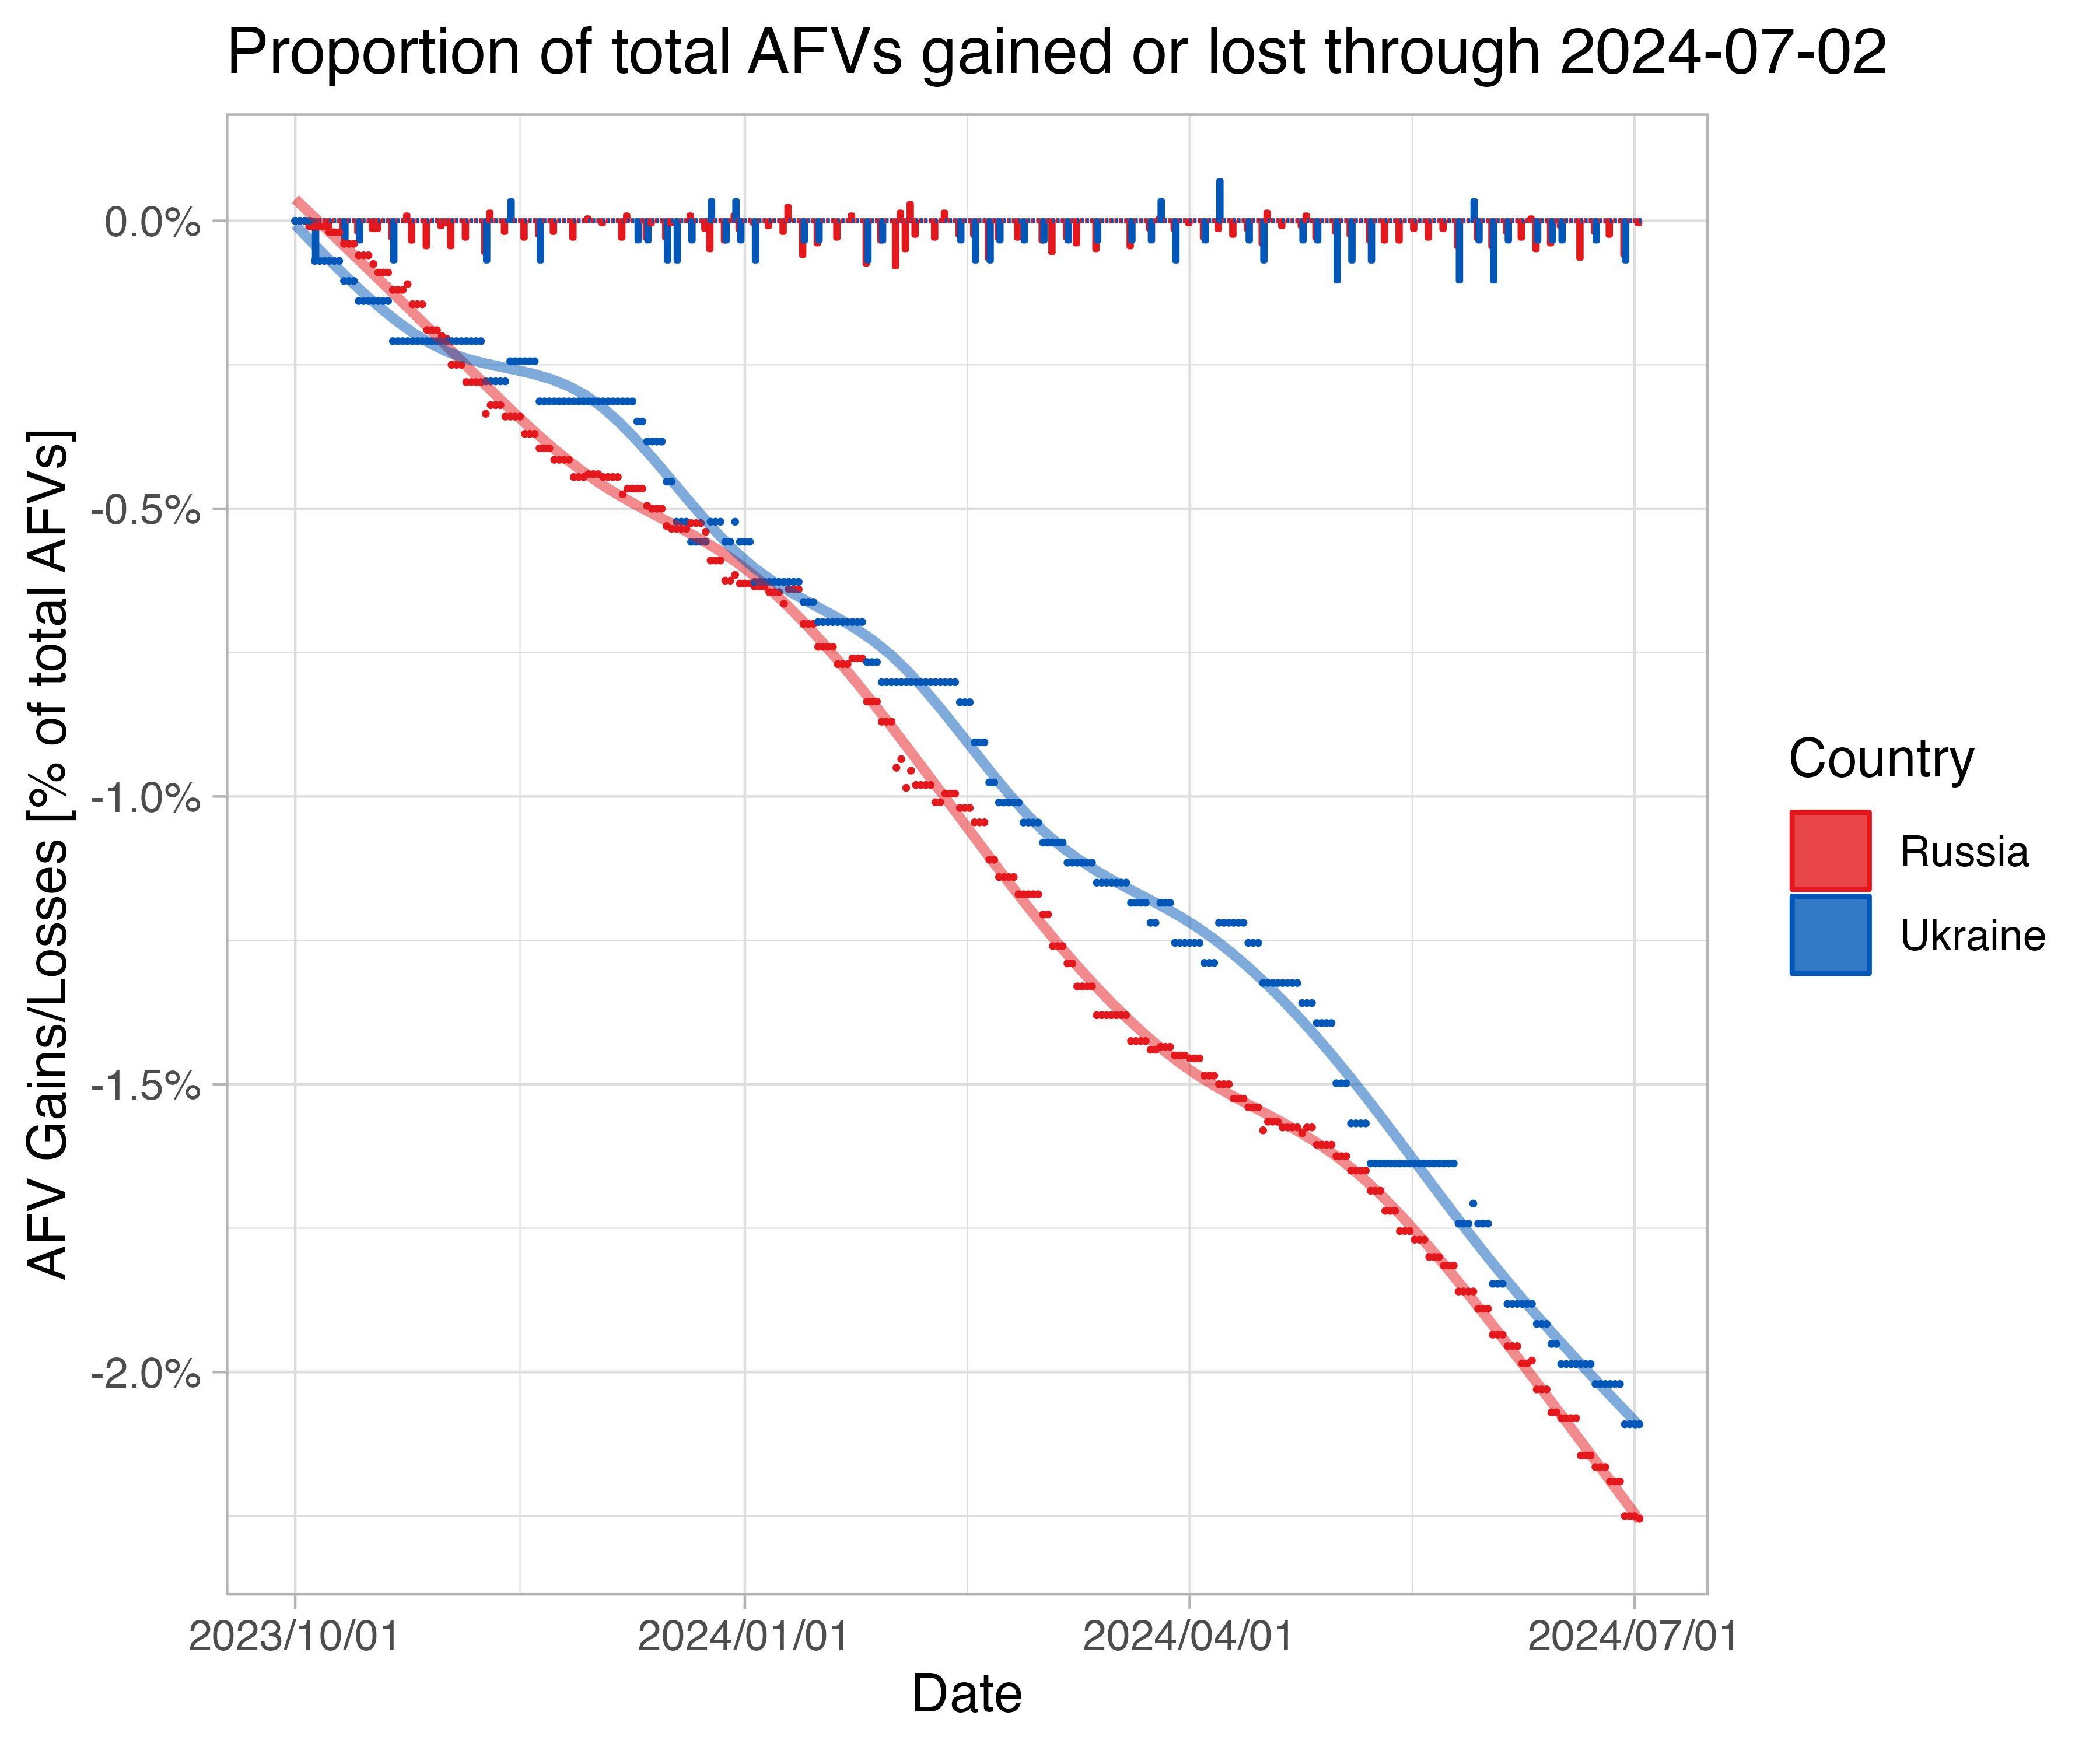 Proportion of total AFVs gained or lost through 2024-07-02
AFV Gains/Losses [% of total AFVs]
0.0%
-0.5%
-1.0%
-1.5%
-2.0%
2023/10/01
2024/01/01
2024/04/01
2024/07/01
Date
Country
Russia
Ukraine